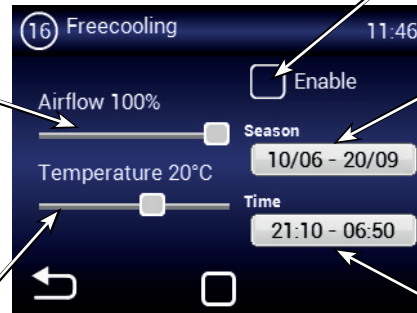 16 Freecooling 11:46
Enable
Airflow 100%
Season
10/06 - 20/09
Temperature 20°C
Time
21:10 - 06:50